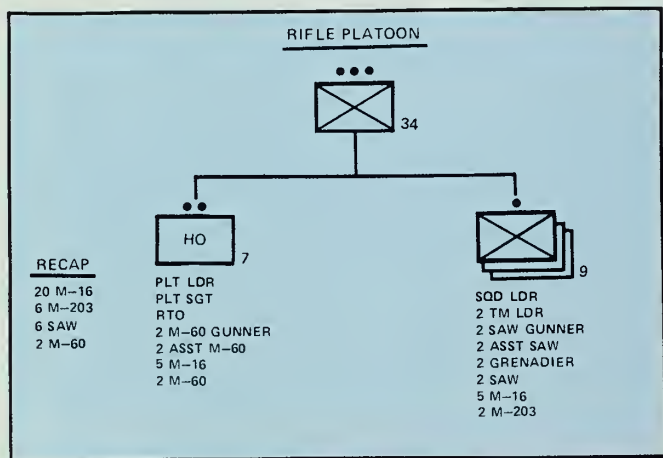 RIFLE PLATOON
34
HO
7
9
RECAP
20 M-16
6 M-203
6 SAW
2 M-60
PLT LDR
PLT SGT
RTO
2 M-60 GUNNER
2 ASST M-60
5 M-16
2 M-60
SQD LDR
2 TM LDR
2 SAW GUNNER
2 ASST SAW
2 GRENADIER
2 SAW
5 M-16
2 M-203